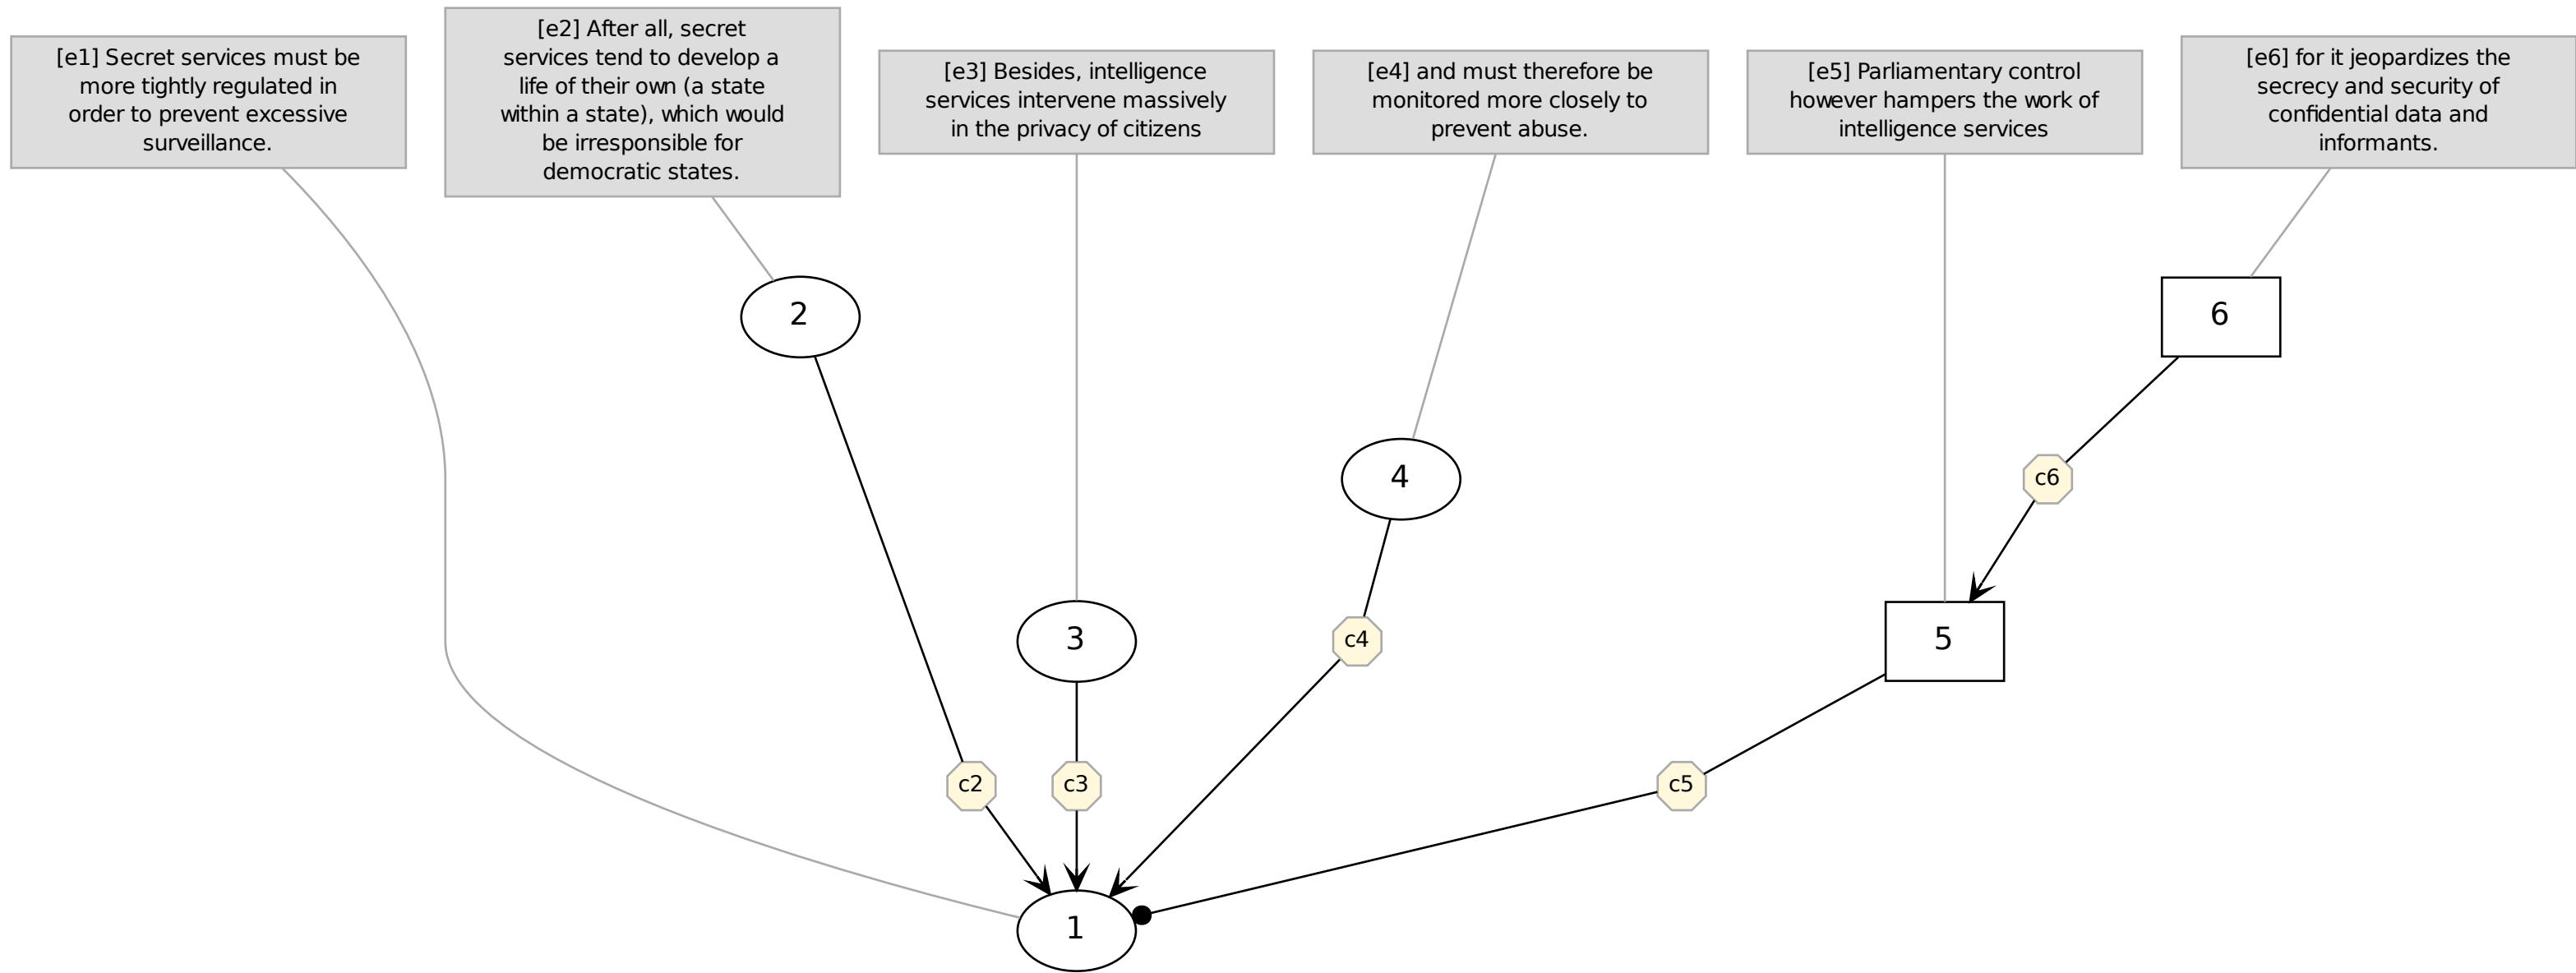 [e1] Secret services must be
more tightly regulated in
order to prevent excessive
surveillance.
[e2] After all, secret
services tend to develop a
life of their own (a state
within a state), which would
be irresponsible for
democratic states.
[e3] Besides, intelligence
services intervene massively
in the privacy of citizens
[e4] and must therefore be
monitored more closely to
prevent abuse.
[e5] Parliamentary control
however hampers the work of
intelligence services
[e6] for it jeopardizes the
secrecy and security of
confidential data and
informants.
2
6
4
c6
3
c4
5
c2
c3
c5
1